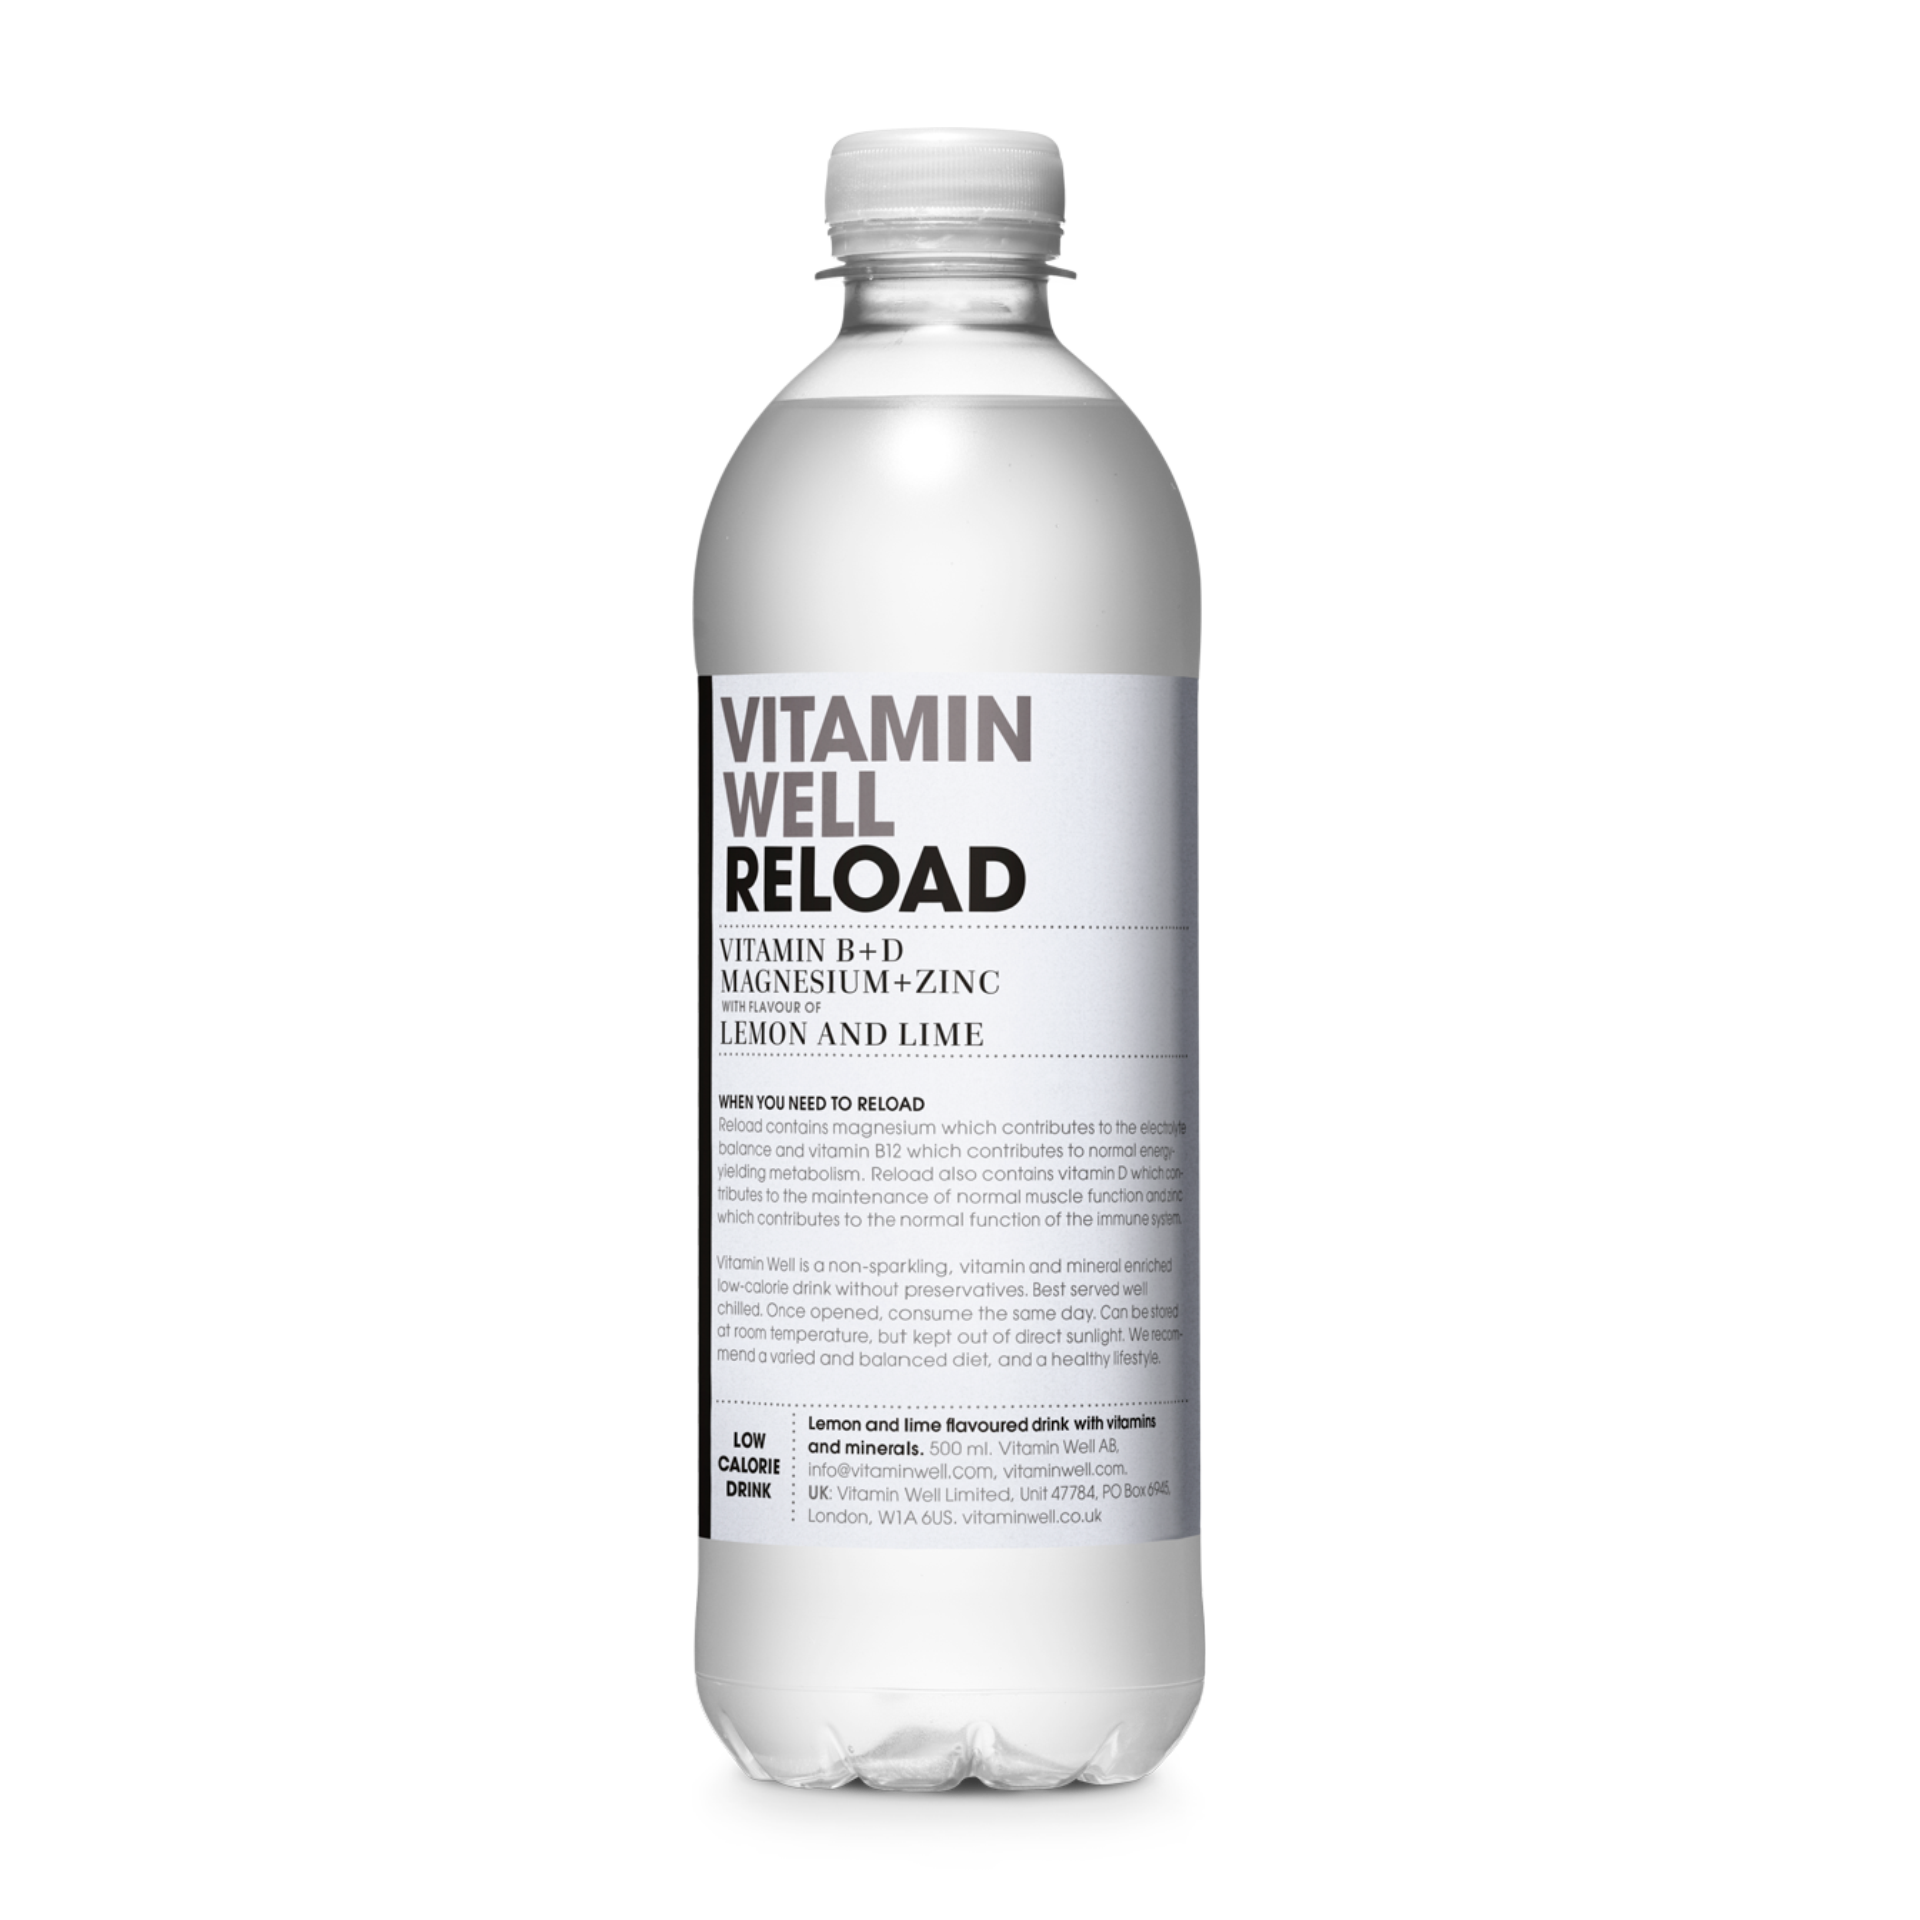 VITAMIN
WELL
RELOAD
VITAMIN B+D
MAGNESIUM+ZINC
WITH FLAVOUR OF
LEMON AND LIME
WHEN YOU NEED TO RELOAD
Reload contains magnesium which contributes to the electrolyte
balance and vitamin B12 which contributes to normal energy-
yielding metabolism. Reload also contains vitamin D which con-
tributes to the maintenance of normal muscle function and zinc
which contributes to the normal function of the immune system.
Vitamin Well is a non-sparkling, vitamin and mineral enriched
low-calorie drink without preservatives. Best served well
chilled. Once opened, consume the same day. Can be stored
at room temperature, but kept out of direct sunlight. We recom-
mend a varied and balanced diet, and a healthy lifestyle.
LOW
CALORIE
DRINK
Lemon and lime flavoured drink with vitamins
and minerals. 500 ml. Vitamin Well AB,
info@vitaminwell.com, vitaminwell.com.
UK: Vitamin Well Limited, Unit 47784, PO Box 6945,
London, W1A 6US. vitaminwell.co.uk